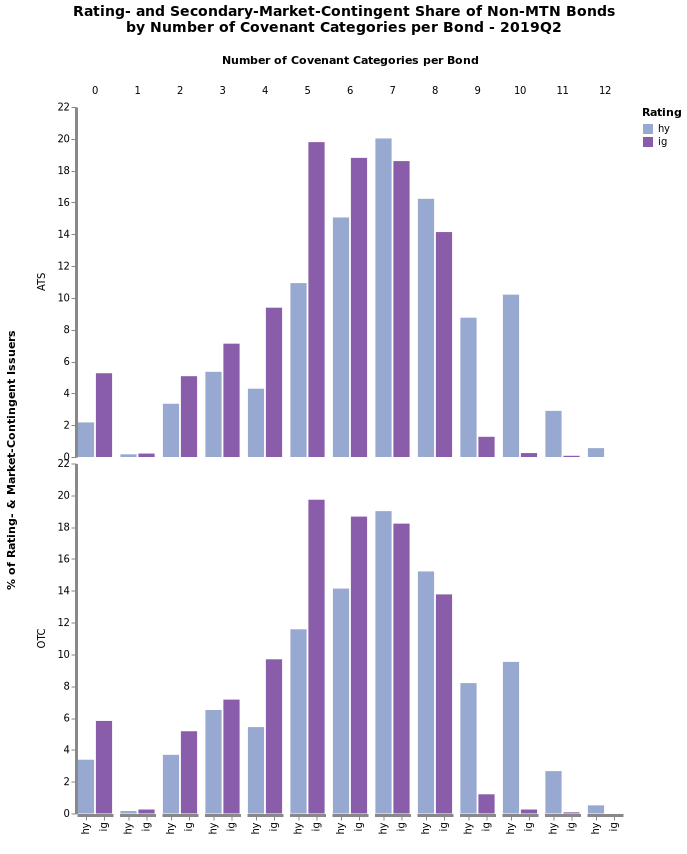 Rating- and Secondary-Market-Contingent Share of Non-MTN Bonds
by Number of Covenant Categories per Bond - 2019Q2
Number of Covenant Categories per Bond
0 1 2 3 4 5 6 7 8 9 10 11 12
Rating
hy
ig
% of Rating- & Market-Contingent Issuers
ATS
22
20
18
16
14
12
10
8
6
4
2
0
OTC
22
20
18
16
14
12
10
8
6
4
2
0
hy ig hy ig hy ig hy ig hy ig hy ig hy ig hy ig hy ig hy ig hy ig hy ig hy ig